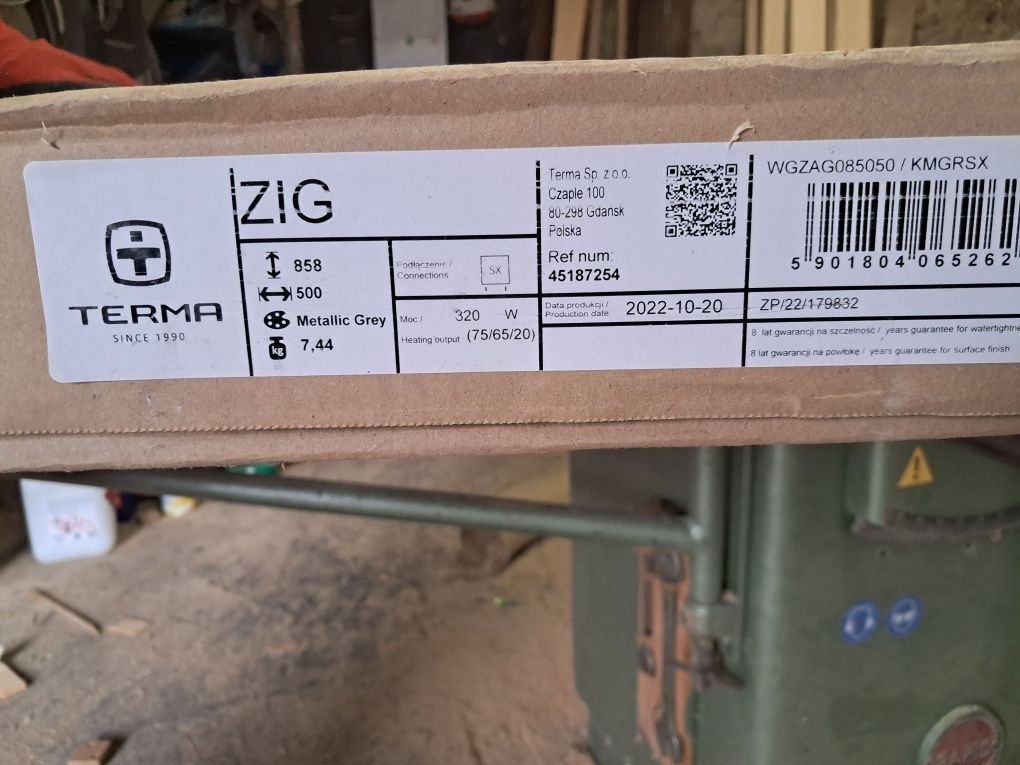 TERMA
SINCE 1990
ZIG
858
500
Metallic Grey
kg
7,44
Podłączenie /
Connections
SX
Moc /
Heating output
320 W
(75/65/20)
Terma Sp. z o.o.
Czaple 100
80-298 Gdansk
Polska
Ref num:
45187254
Data produkcji /
Production date
2022-10-20
WGZAG085050 / KMGRSX
5 901804 065262
ZP/22/179832
8 lat gwarancji na szczelność / years guarantee for watertightne
8 lat gwarancji na powłokę / years guarantee for surface finish